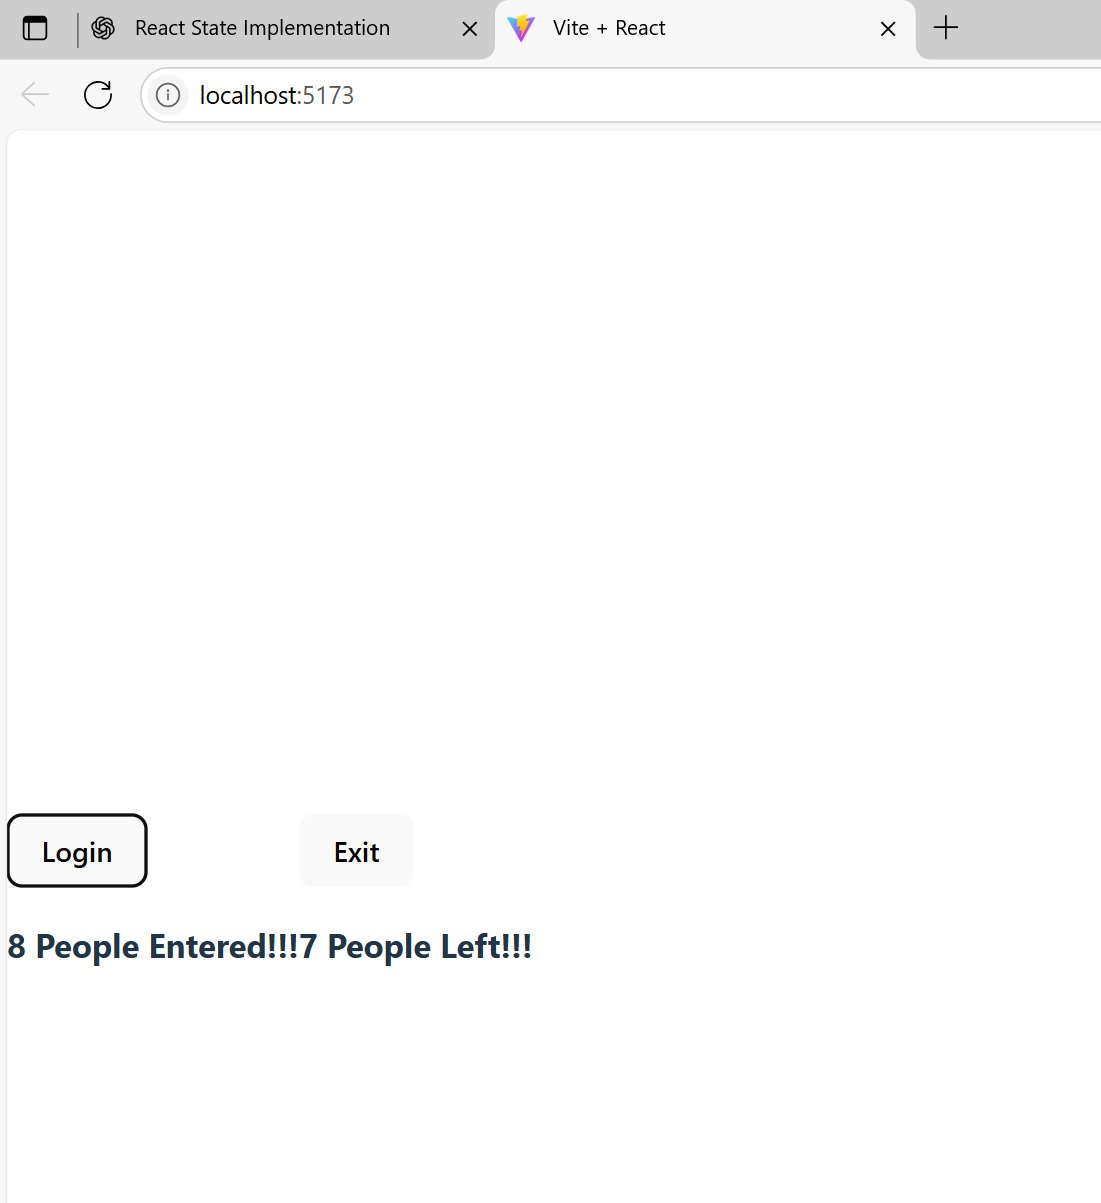 React State Implementation
Vite + React
localhost:5173
Login
Exit
8 People Entered!!!7 People Left!!!